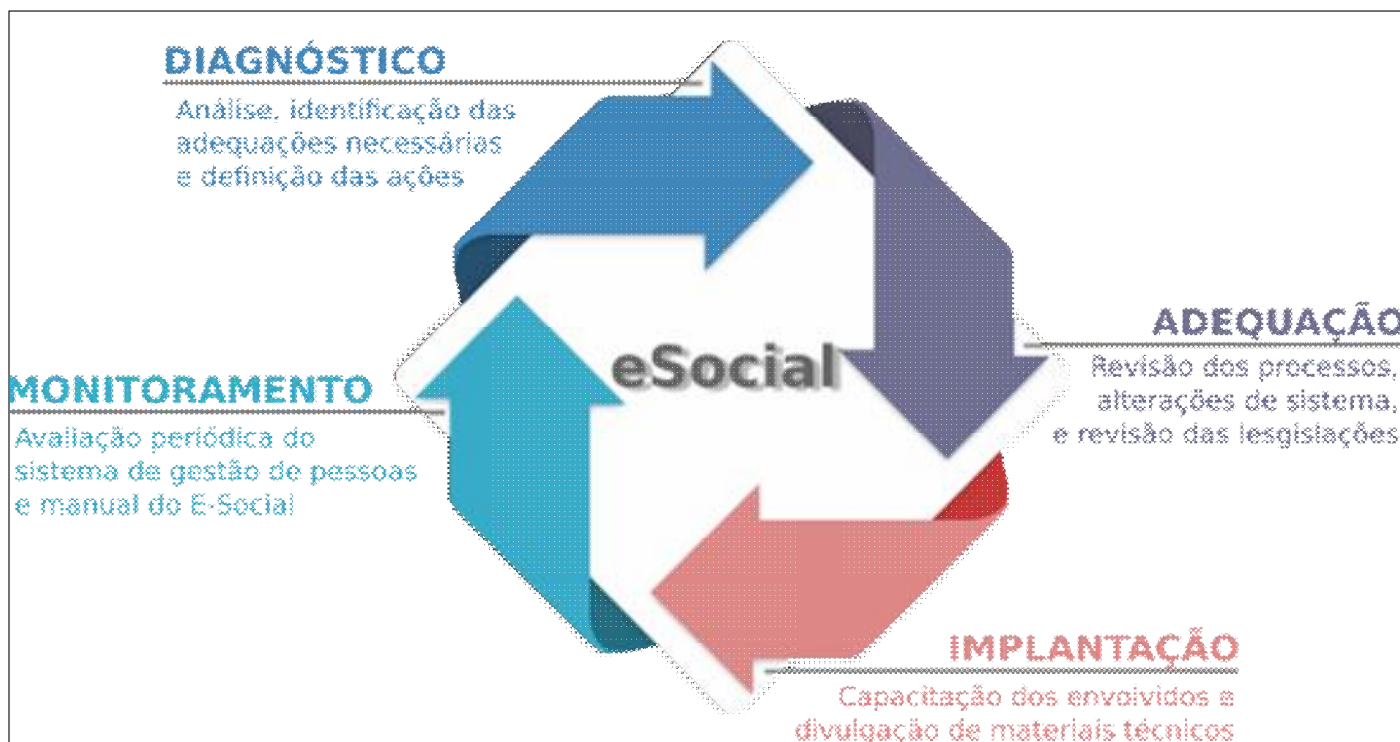 DIAGNÓSTICO
Análise, identificação das
adequações necessárias
e definição das ações
eSocial
ADEQUAÇÃO
Revisão dos processos,
alterações de sistema,
e revisão das lesgislações
MONITORAMENTO
Avaliação periódica do
sistema de gestão de pessoas
e manual do E-Social
IMPLANTAÇÃO
Capacitação dos envolvidos e
divulgação de materiais técnicos